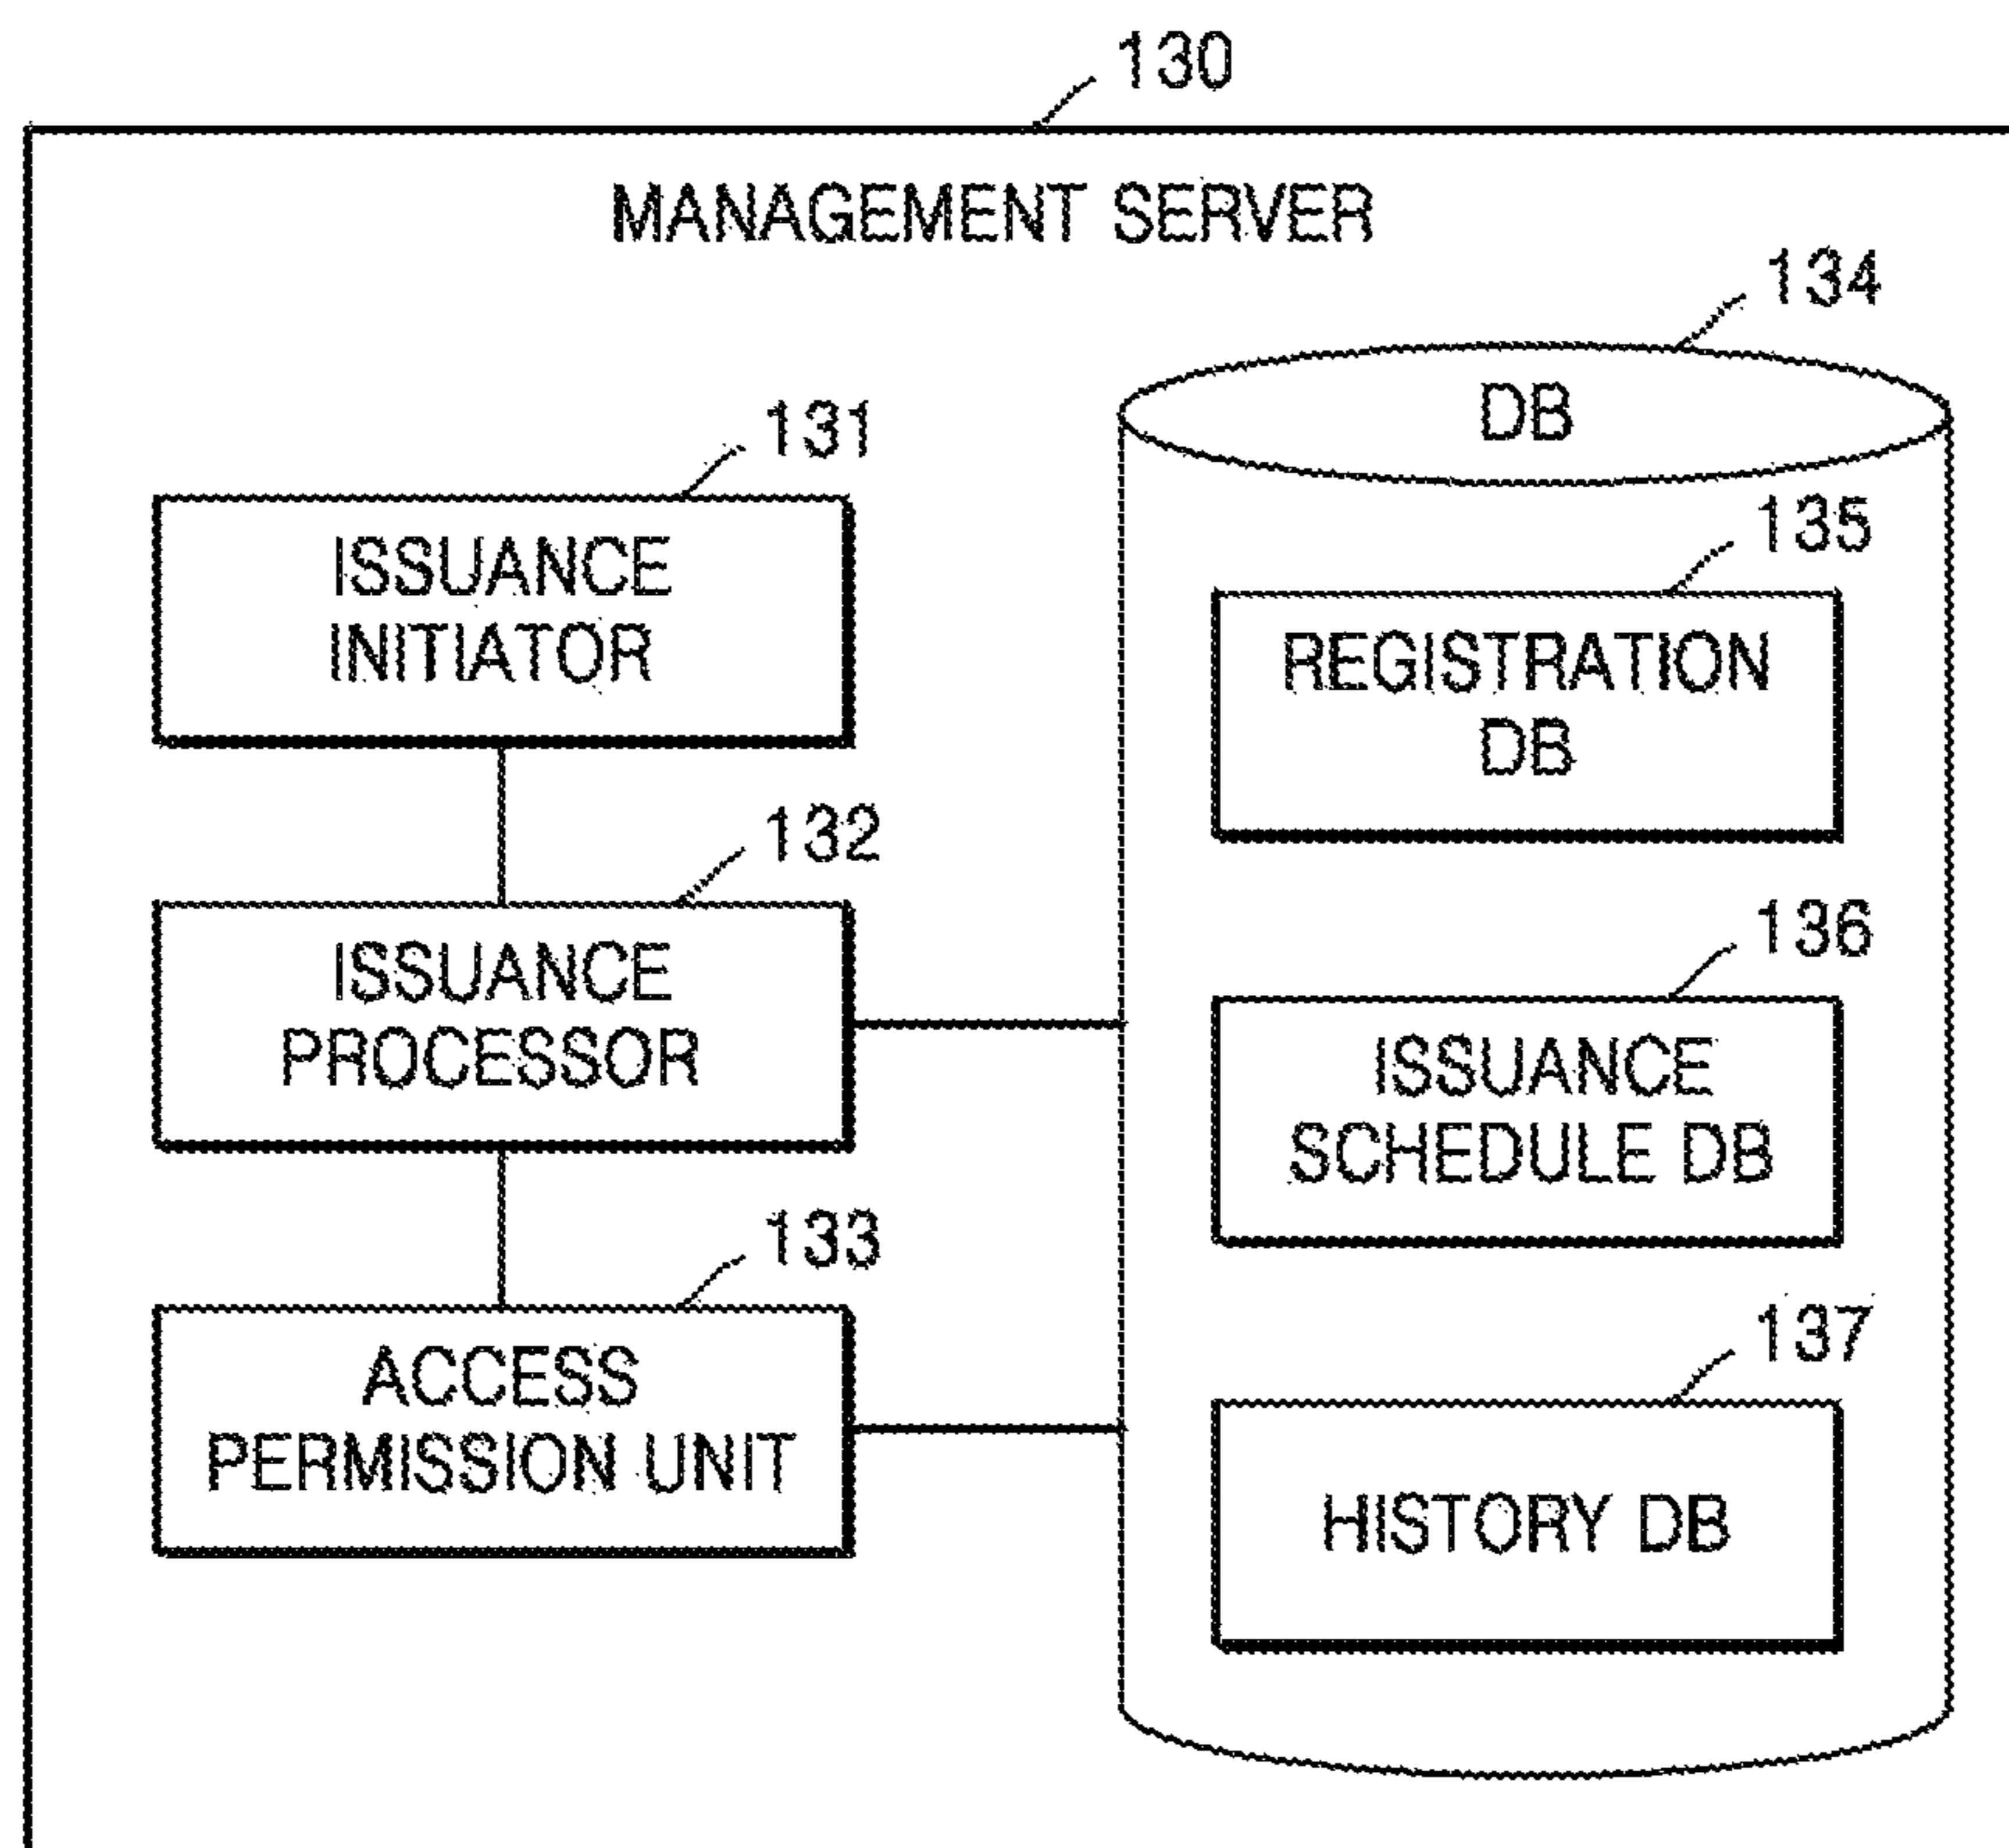 130
MANAGEMENT SERVER
134
DB
131
ISSUANCE
INITIATOR
135
REGISTRATION
DB
132
ISSUANCE
PROCESSOR
136
ISSUANCE
SCHEDULE DB
133
ACCESS
PERMISSION UNIT
137
HISTORY DB